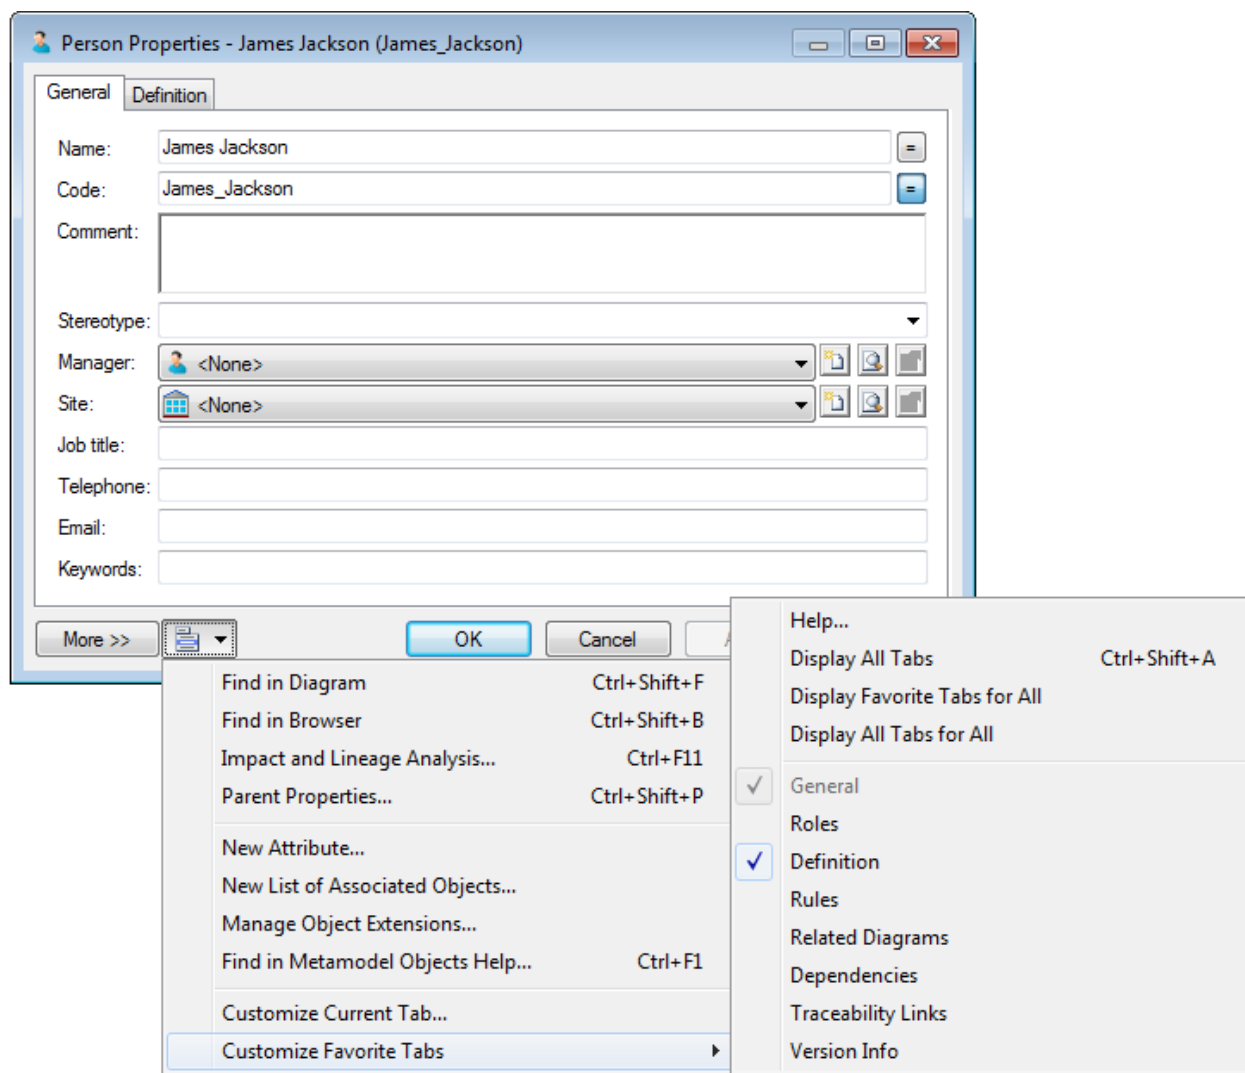 Person Properties - James Jackson (James_Jackson)
General Definition
Name: James Jackson =
Code: James_Jackson =
Comment:
Stereotype:
Manager: <None>
Site: <None>
Job title:
Telephone:
Email:
Keywords:
More >> OK Cancel
Find in Diagram Ctrl+Shift+F
Find in Browser Ctrl+Shift+B
Impact and Lineage Analysis... Ctrl+F11
Parent Properties... Ctrl+Shift+P
New Attribute...
New List of Associated Objects...
Manage Object Extensions...
Find in Metamodel Objects Help... Ctrl+F1
Customize Current Tab...
Customize Favorite Tabs
Help...
Display All Tabs Ctrl+Shift+A
Display Favorite Tabs for All
Display All Tabs for All
General
Roles
Definition
Rules
Related Diagrams
Dependencies
Traceability Links
Version Info